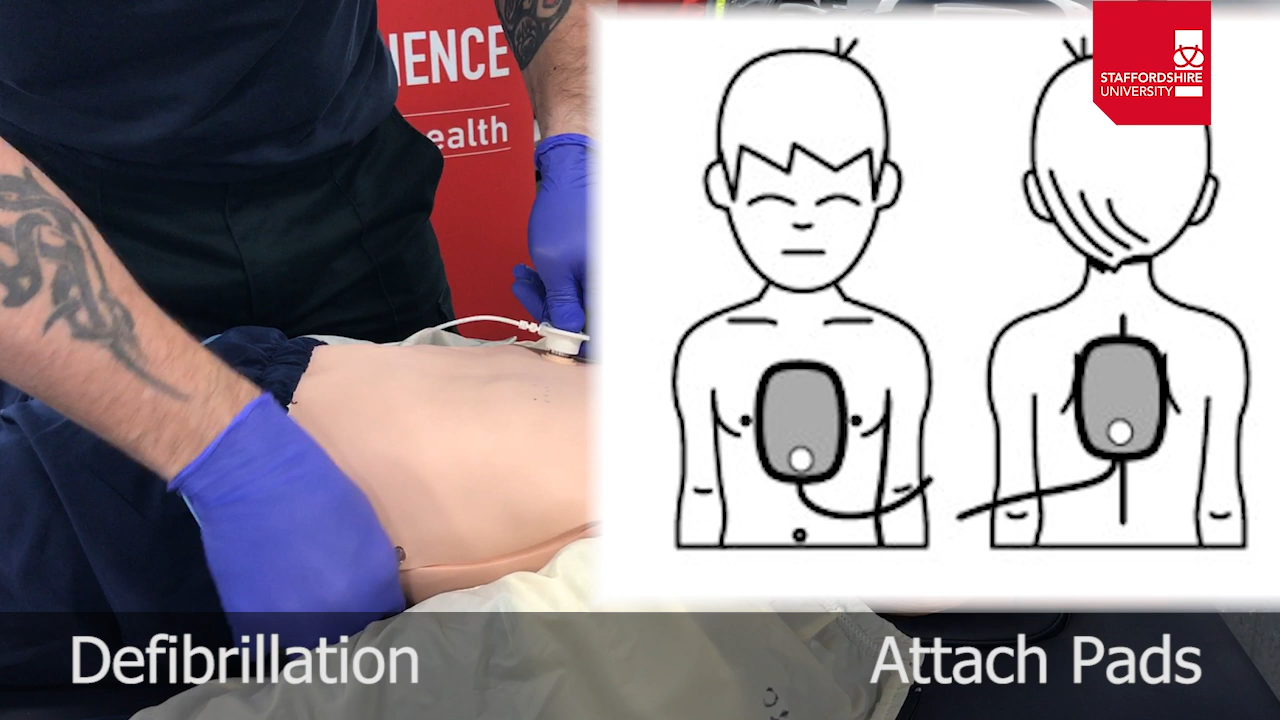 IENCE
ealth
STAFFORDSHIRE
UNIVERSITY
Defibrillation
Attach Pads